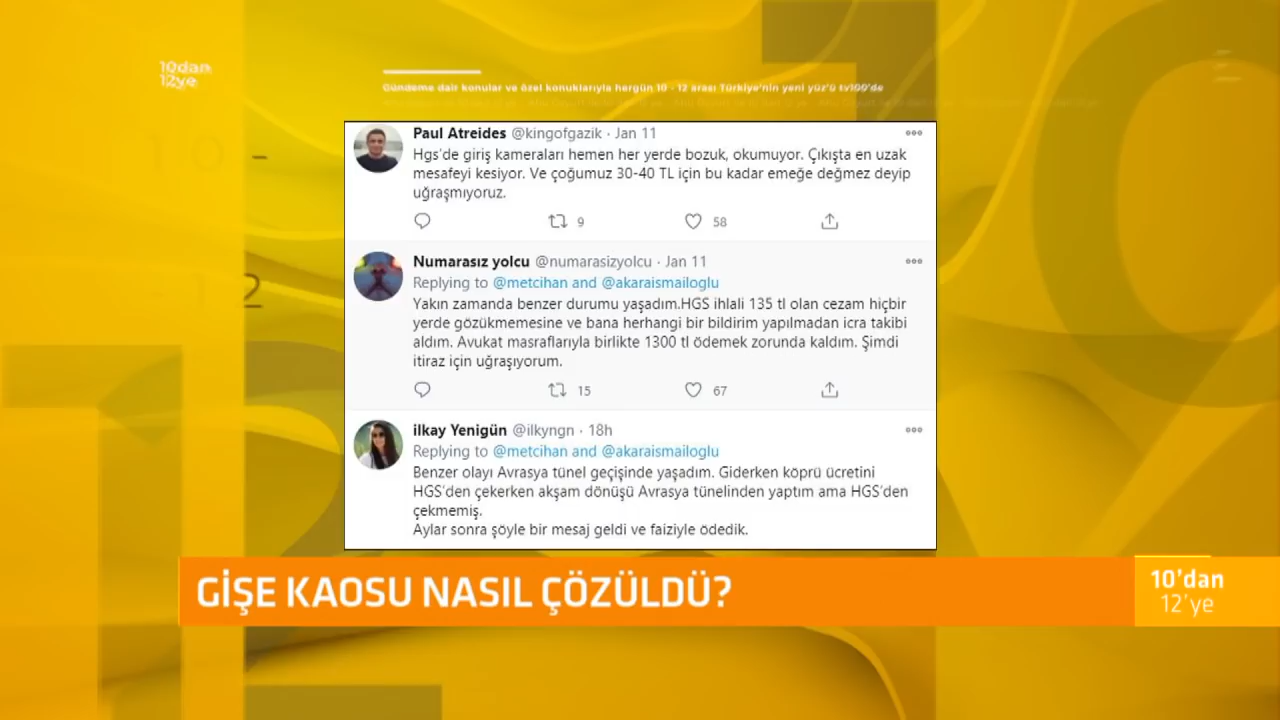 10dan
12ye
Gündeme dair konular ve özel konuklarıyla hergün 10 - 12 arası Türkiye'nin yeni yüz'ü tv100'de
10
12
Paul Atreides @kingofgazik · Jan 11
Hgs'de giriş kameraları hemen her yerde bozuk, okumuyor. Çıkışta en uzak
mesafeyi kesiyor. Ve çoğumuz 30-40 TL için bu kadar emeğe değmez deyip
uğraşmıyoruz.
9 58
Numarasız yolcu @numarasizyolcu · Jan 11
Replying to @metcihan and @akaraismailoglu
Yakın zamanda benzer durumu yaşadım.HGS ihlali 135 tl olan cezam hiçbir
yerde gözükmemesine ve bana herhangi bir bildirim yapılmadan icra takibi
aldım. Avukat masraflarıyla birlikte 1300 tl ödemek zorunda kaldım. Şimdi
itiraz için uğraşıyorum.
15 67
ilkay Yenigün @ilkyngn · 18h
Replying to @metcihan and @akaraismailoglu
Benzer olayı Avrasya tünel geçişinde yaşadım. Giderken köprü ücretini
HGS'den çekerken akşam dönüşü Avrasya tünelinden yaptım ama HGS'den
çekmemiş.
Aylar sonra şöyle bir mesaj geldi ve faiziyle ödedik.
GİŞE KAOSU NASIL ÇÖZÜLDÜ?
10'dan
12'ye